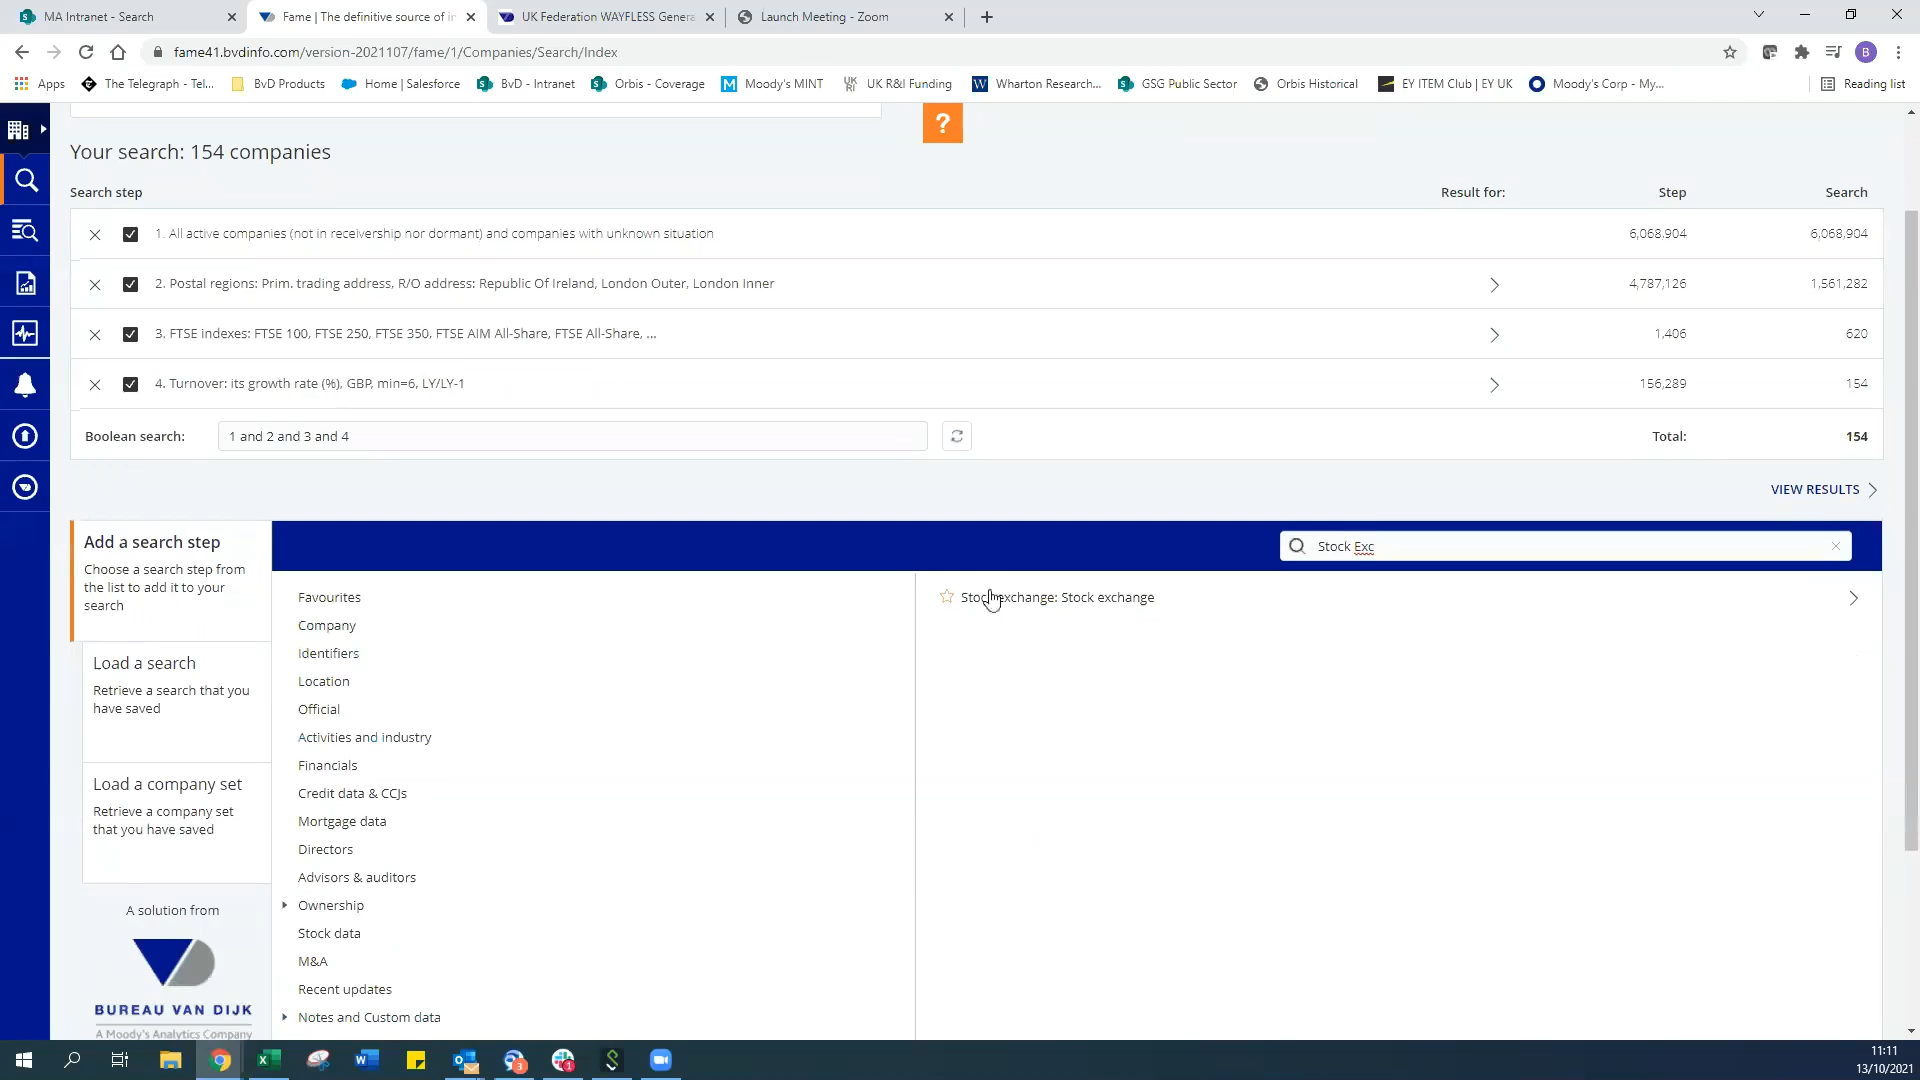 MA Intranet - Search
Fame | The definitive source of in
UK Federation WAYFLESS Genera
Launch Meeting - Zoom
fame41.bvdinfo.com/version-2021107/fame/1/Companies/Search/Index
B
Apps
The Telegraph - Tel...
BvD Products
Home | Salesforce
BvD - Intranet
Orbis - Coverage
Moody's MINT
UK R&I Funding
Wharton Research...
GSG Public Sector
Orbis Historical
EY ITEM Club | EY UK
Moody's Corp - My...
Reading list
?
Your search: 154 companies
Search step
Result for:
Step
Search
1. All active companies (not in receivership nor dormant) and companies with unknown situation
6,068,904
6,068,904
2. Postal regions: Prim. trading address, R/O address: Republic Of Ireland, London Outer, London Inner
4,787,126
1,561,282
3. FTSE indexes: FTSE 100, FTSE 250, FTSE 350, FTSE AIM All-Share, FTSE All-Share, ...
1,406
620
4. Turnover: its growth rate (%), GBP, min=6, LY/LY-1
156,289
154
Boolean search:
1 and 2 and 3 and 4
Total:
154
VIEW RESULTS
Add a search step
Choose a search step from
the list to add it to your
search
Load a search
Retrieve a search that you
have saved
Load a company set
Retrieve a company set
that you have saved
A solution from
BUREAU VAN DIJK
A Moody's Analytics Company
Stock Exc
Favourites
Company
Identifiers
Location
Official
Activities and industry
Financials
Credit data & CCJs
Mortgage data
Directors
Advisors & auditors
Ownership
Stock data
M&A
Recent updates
Notes and Custom data
Stock exchange: Stock exchange
3
1
11:11
13/10/2021